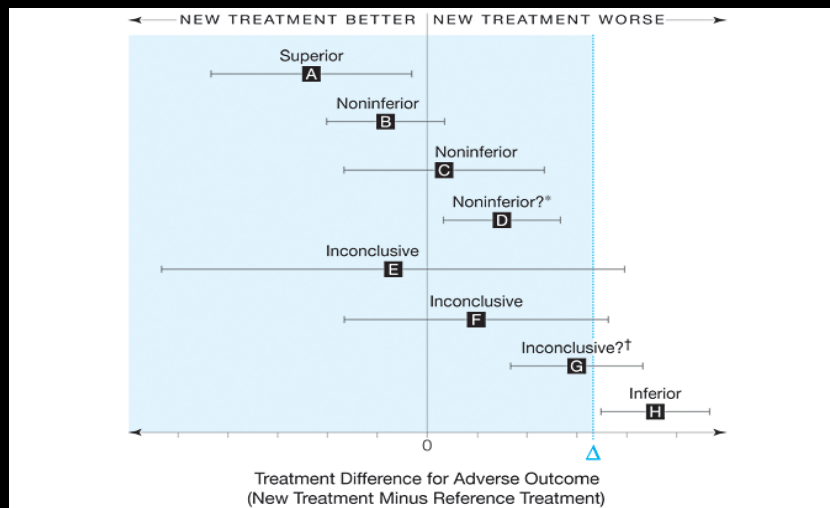 NEW TREATMENT BETTER NEW TREATMENT WORSE
Superior
A
Noninferior
B
Noninferior
C
Noninferior?*
D
Inconclusive
E
Inconclusive
F
Inconclusive?†
G
Inferior
H
0
Δ
Treatment Difference for Adverse Outcome
(New Treatment Minus Reference Treatment)